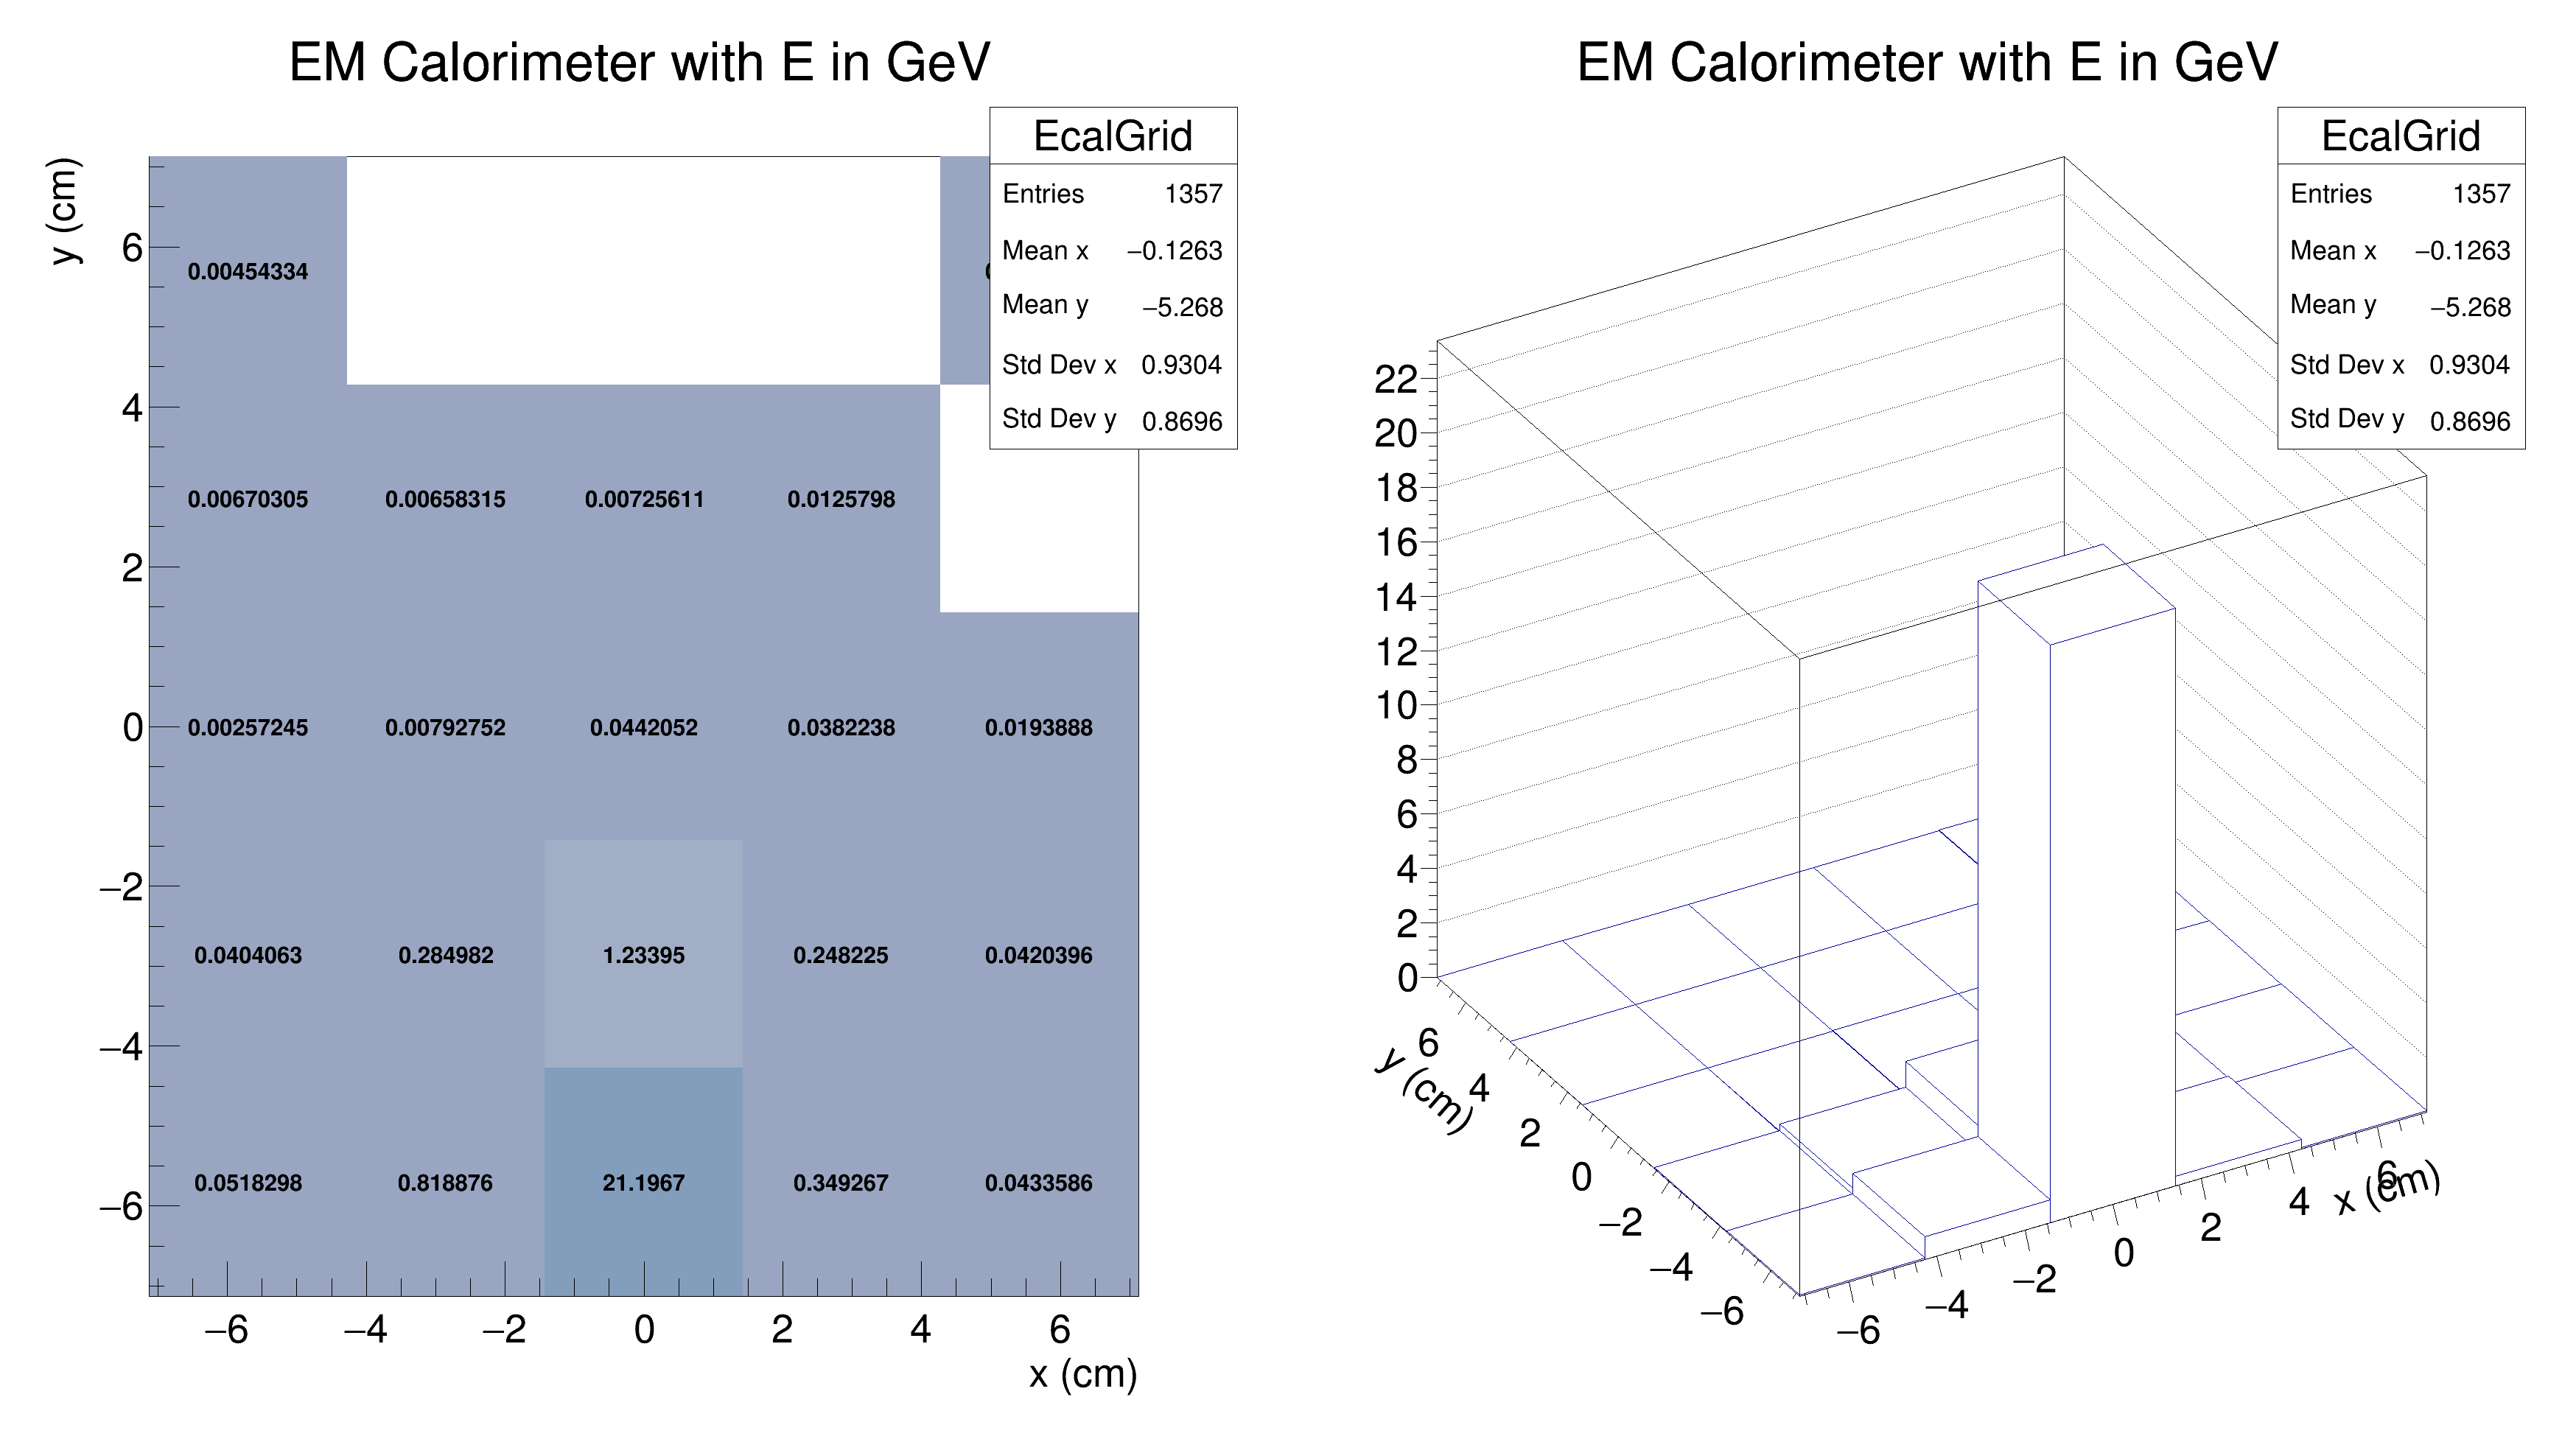 EM Calorimeter with E in GeV
y (cm)
EcalGrid
Entries 1357
Mean x −0.1263
Mean y −5.268
Std Dev x 0.9304
Std Dev y 0.8696
6
4
2
0
−2
−4
−6
0.00454334
0.00670305 0.00658315 0.00725611 0.0125798
0.00257245 0.00792752 0.0442052 0.0382238 0.0193888
0.0404063 0.284982 1.23395 0.248225 0.0420396
0.0518298 0.818876 21.1967 0.349267 0.0433586
−6 −4 −2 0 2 4 6
x (cm)
EM Calorimeter with E in GeV
EcalGrid
Entries 1357
Mean x −0.1263
Mean y −5.268
Std Dev x 0.9304
Std Dev y 0.8696
22
20
18
16
14
12
10
8
6
4
2
0
y (cm)
6
4
2
0
−2
−4
−6
−6
−4
−2
0
2
4
6
x (cm)